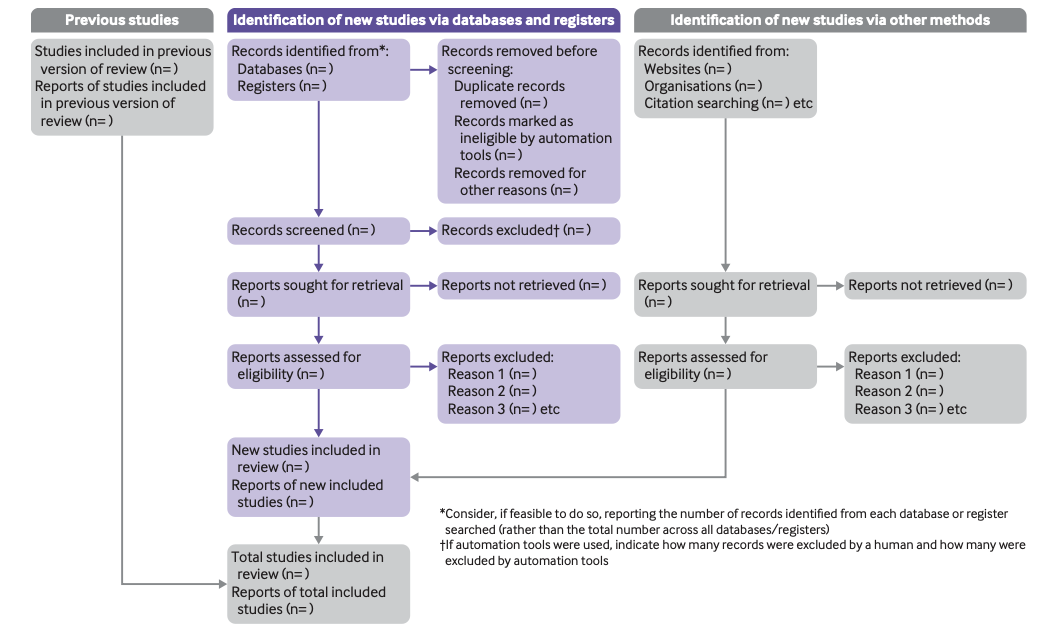 Previous studies
Studies included in previous
version of review (n= )
Reports of studies included
in previous version of
review (n= )
Identification of new studies via databases and registers
Records identified from*:
Databases (n= )
Registers (n= )
Records removed before
screening:
Duplicate records
removed (n= )
Records marked as
ineligible by automation
tools (n= )
Records removed for
other reasons (n= )
Records screened (n= )
Records excluded† (n= )
Reports sought for retrieval
(n= )
Reports not retrieved (n= )
Reports assessed for
eligibility (n= )
Reports excluded:
Reason 1 (n= )
Reason 2 (n= )
Reason 3 (n= ) etc
New studies included in
review (n= )
Reports of new included
studies (n= )
Total studies included in
review (n= )
Reports of total included
studies (n= )
Identification of new studies via other methods
Records identified from:
Websites (n= )
Organisations (n= )
Citation searching (n= ) etc
Reports sought for retrieval
(n= )
Reports not retrieved (n= )
Reports assessed for
eligibility (n= )
Reports excluded:
Reason 1 (n= )
Reason 2 (n= )
Reason 3 (n= ) etc
*Consider, if feasible to do so, reporting the number of records identified from each database or register
searched (rather than the total number across all databases/registers)
†If automation tools were used, indicate how many records were excluded by a human and how many were
excluded by automation tools